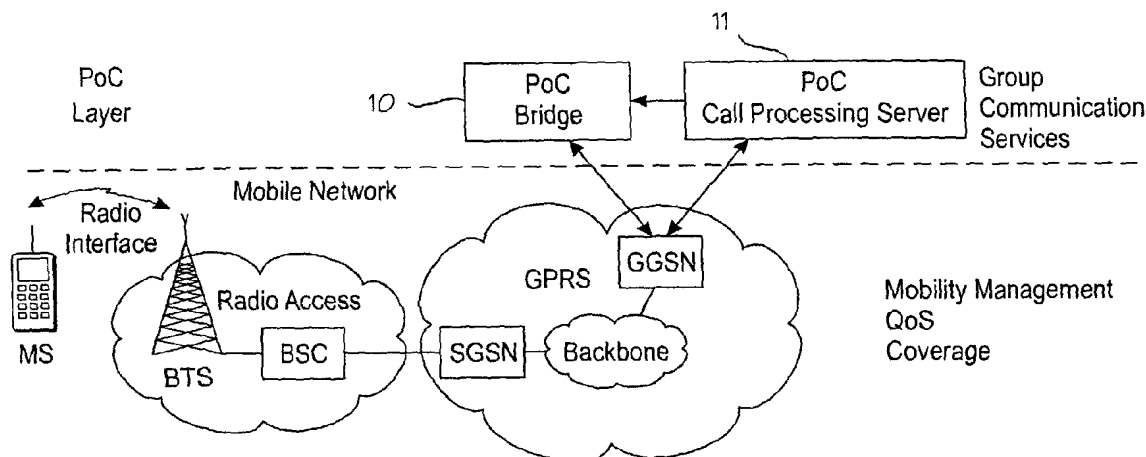 11
PoC
Layer
10
PoC
Bridge
PoC
Call Processing Server
Group
Communication
Services
Mobile Network
Radio
Interface
MS
Radio Access
BTS
BSC
GPRS
GGSN
SGSN
Backbone
Mobility Management
QoS
Coverage